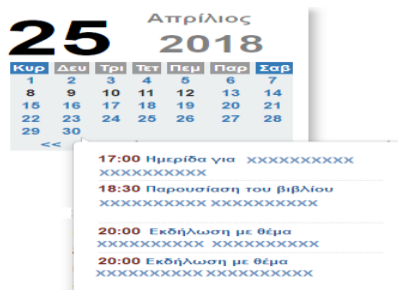 25 Απρίλιος
2018
Κυρ Δευ Τρι Τετ Πεμ Παρ Σαβ
1 2 3 4 5 6 7
8 9 10 11 12 13 14
15 16 17 18 19 20 21
22 23 24 25 26 27 28
29 30
<<
17:00 Ημερίδα για XXXXXXXXXX
XXXXXXXXXX
18:30 Παρουσίαση του βιβλίου
XXXXXXXXXX XXXXXXXXXX
20:00 Εκδήλωση με θέμα
XXXXXXXXXX XXXXXXXXXX
20:00 Εκδήλωση με θέμα
XXXXXXXXXX XXXXXXXXXX